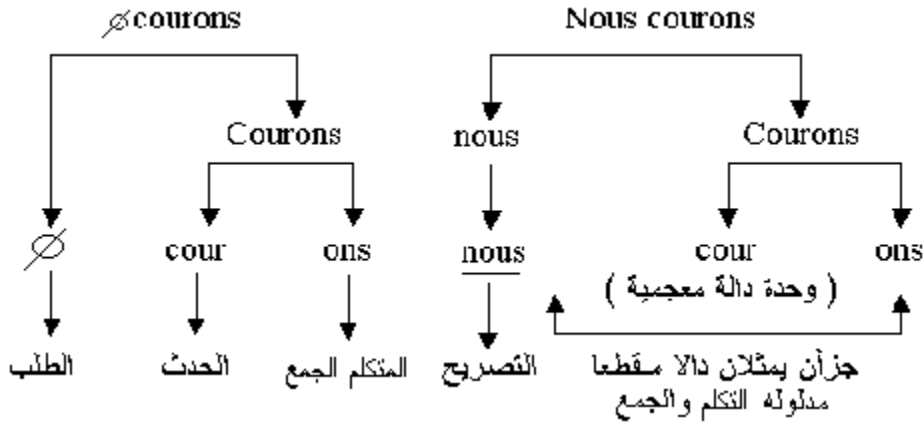 ∅ courons Nous courons
Courons nous Courons
∅ cour ons nous cour ons
( وحدة دالة معجمية )
الطلب الحدث المتكلم الجمع التصريح جزأن يمثلان دالا مقطعا
مدلوله التكلم والجمع